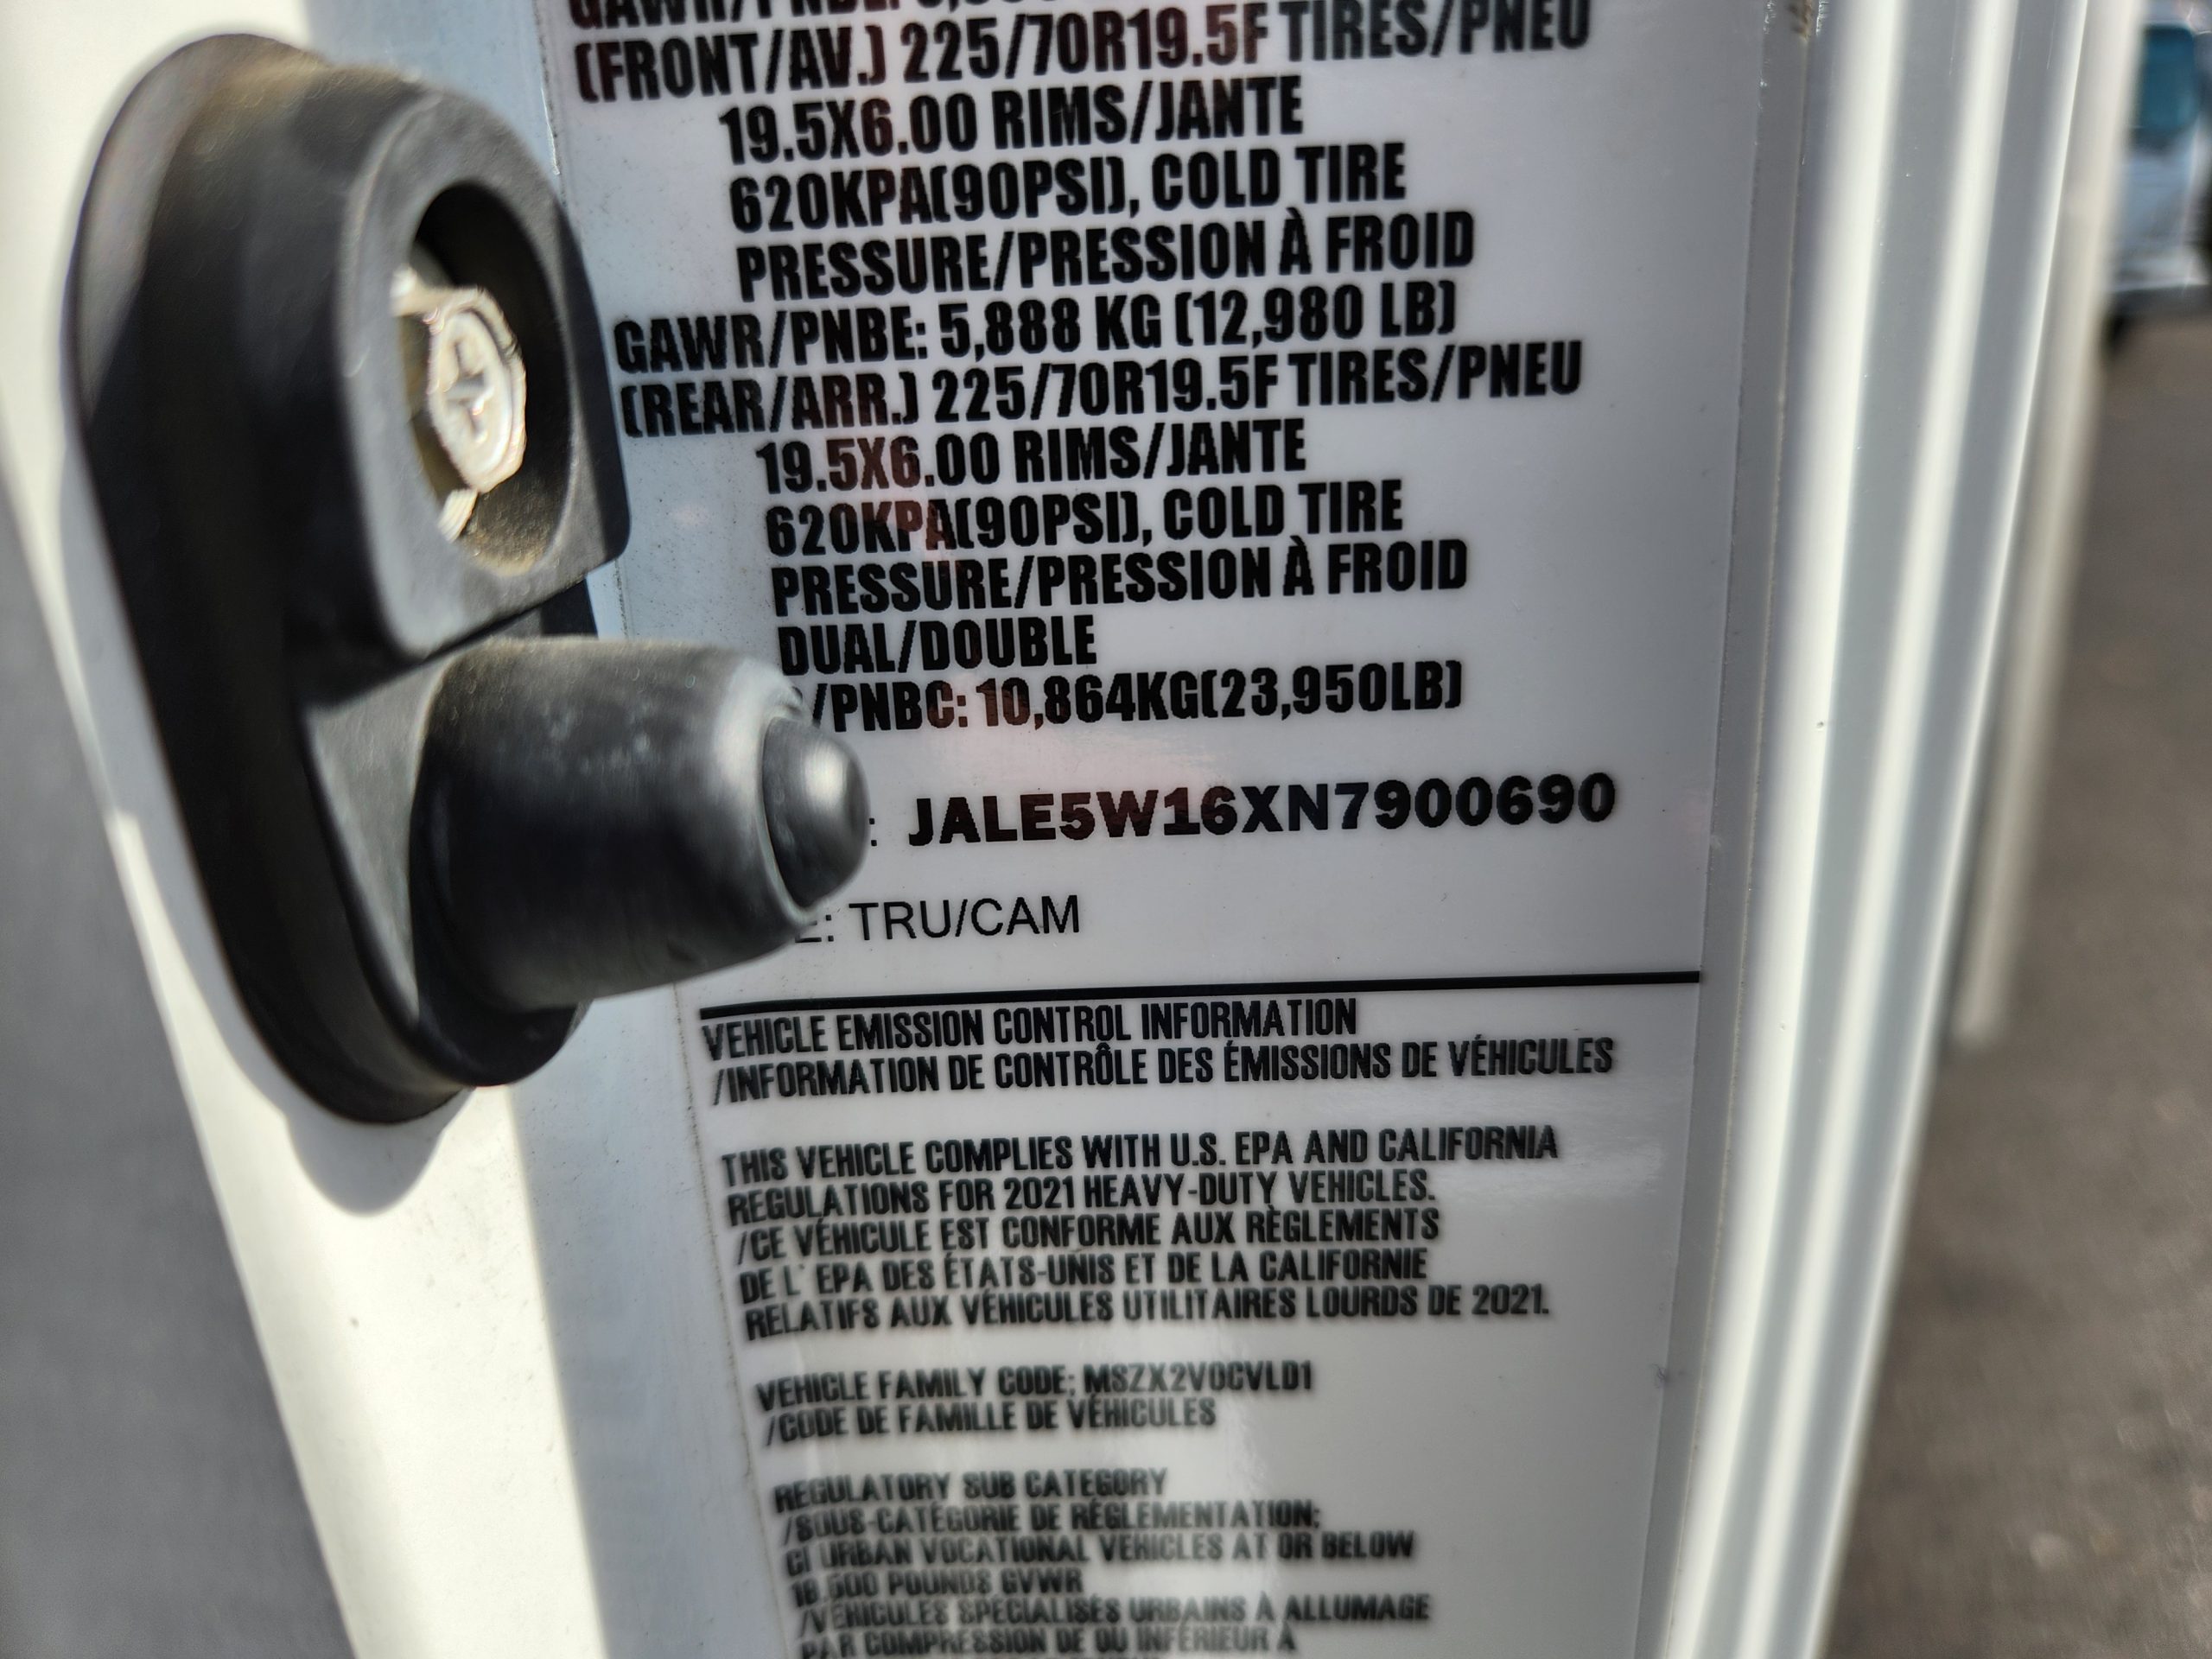 GAWR/PNBE:
(FRONT/AV.) 225/70R19.5F TIRES/PNEU
19.5X6.00 RIMS/JANTE
620KPA(90PSI), COLD TIRE
PRESSURE/PRESSION À FROID
GAWR/PNBE: 5,888 KG (12,980 LB)
(REAR/ARR.) 225/70R19.5F TIRES/PNEU
19.5X6.00 RIMS/JANTE
620KPA(90PSI), COLD TIRE
PRESSURE/PRESSION À FROID
DUAL/DOUBLE
/PNBC: 10,864KG(23,950LB)
: JALE5W16XN7900690
E: TRU/CAM
VEHICLE EMISSION CONTROL INFORMATION
/INFORMATION DE CONTRÔLE DES ÉMISSIONS DE VÉHICULES
THIS VEHICLE COMPLIES WITH U.S. EPA AND CALIFORNIA
REGULATIONS FOR 2021 HEAVY-DUTY VEHICLES.
/CE VÉHICULE EST CONFORME AUX RÈGLEMENTS
DE L' EPA DES ÉTATS-UNIS ET DE LA CALIFORNIE
RELATIFS AUX VÉHICULES UTILITAIRES LOURDS DE 2021.
VEHICLE FAMILY CODE: MSZX2VOCVLD1
/CODE DE FAMILLE DE VÉHICULES
REGULATORY SUB CATEGORY
/SOUS-CATÉGORIE DE RÉGLEMENTATION:
CI URBAN VOCATIONAL VEHICLES AT OR BELOW
POUNDS GVWR
/VÉHICULES SPÉCIALISÉS URBAINS À ALLUMAGE
PAR COMPRESSION DE OU INFÉRIEUR À